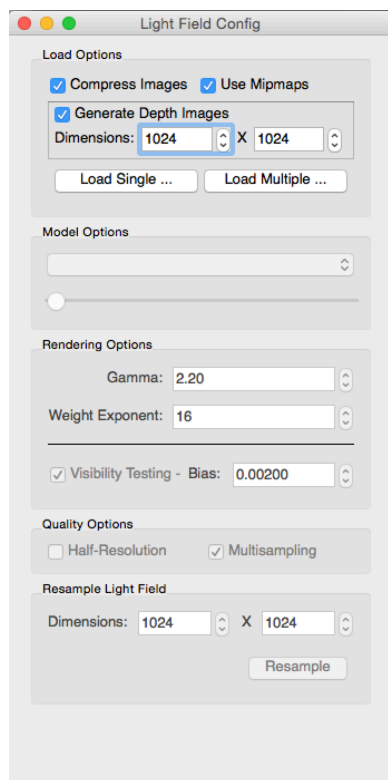 Light Field Config
Load Options
Compress Images Use Mipmaps
Generate Depth Images
Dimensions: 1024 X 1024
Load Single ... Load Multiple ...
Model Options
Rendering Options
Gamma: 2.20
Weight Exponent: 16
Visibility Testing - Bias: 0.00200
Quality Options
Half-Resolution Multisampling
Resample Light Field
Dimensions: 1024 X 1024
Resample